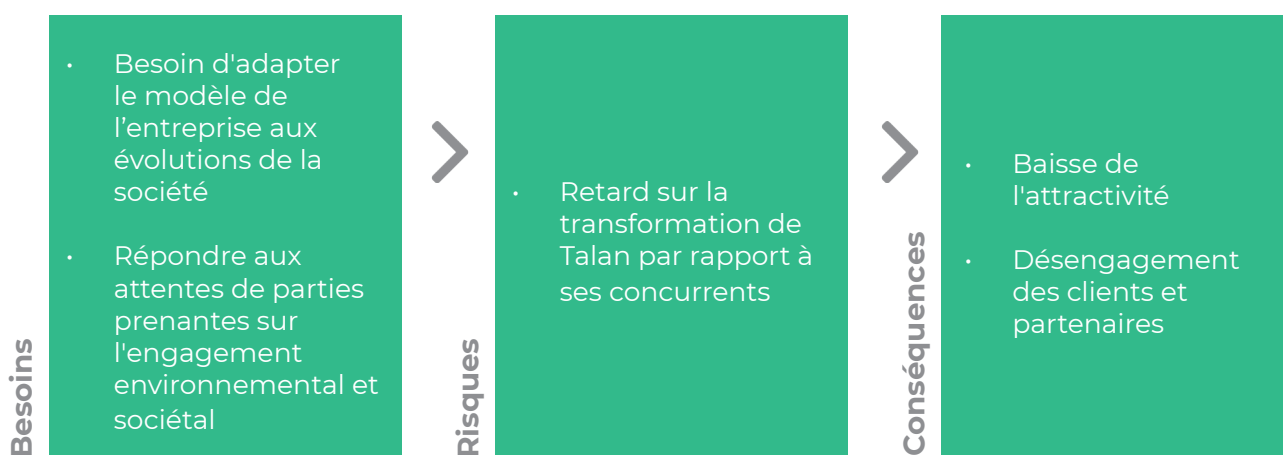 Besoins
• Besoin d'adapter
le modèle de
l’entreprise aux
évolutions de la
société
• Répondre aux
attentes de parties
prenantes sur
l'engagement
environnemental et
sociétal
Risques
• Retard sur la
transformation de
Talan par rapport à
ses concurrents
Conséquences
• Baisse de
l'attractivité
• Désengagement
des clients et
partenaires